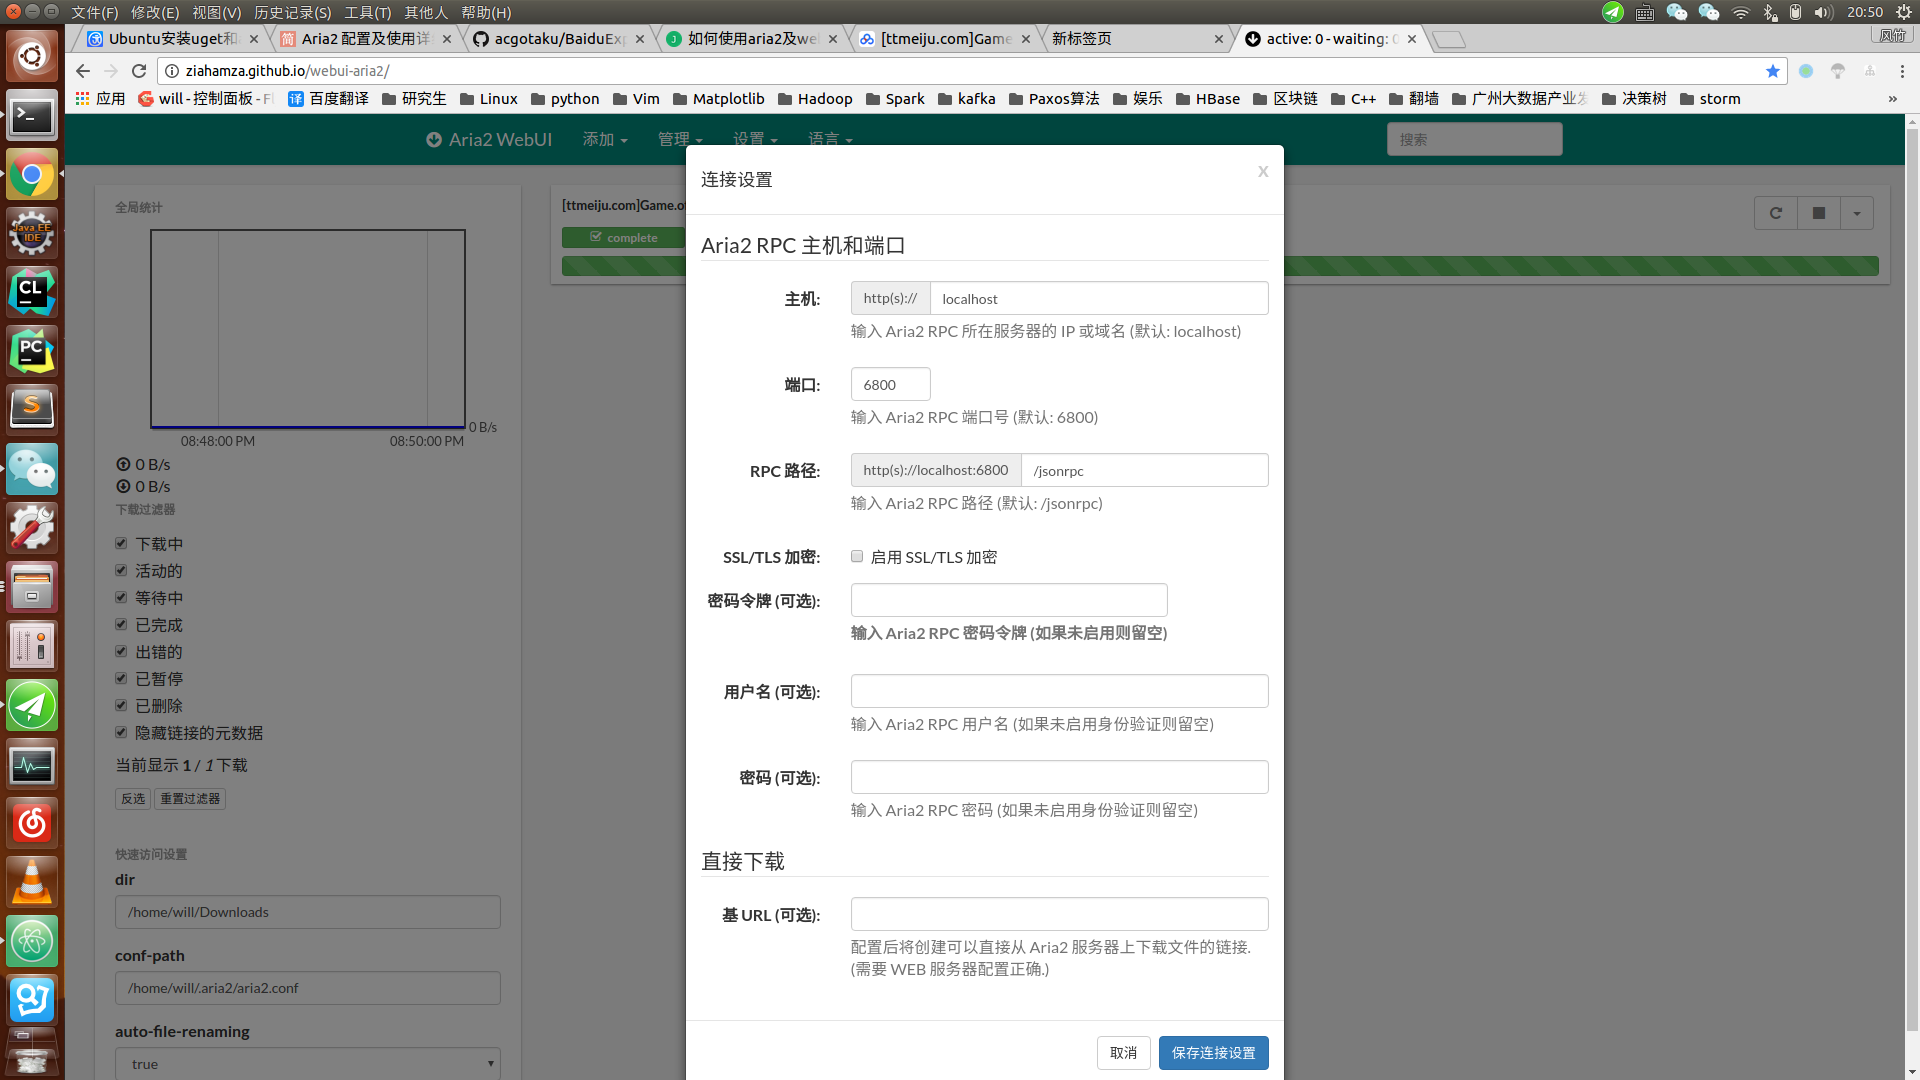 文件(F) 修改(E) 视图(V) 历史记录(S) 工具(T) 其他人 帮助(H)
20:50
Ubuntu安装uget和
Aria2 配置及使用详
acgotaku/BaiduExp
如何使用aria2及we
[ttmeiju.com]Game
新标签页
active: 0 - waiting: 0
风竹
ziahamza.github.io/webui-aria2/
应用 will - 控制面板 - F 百度翻译 研究生 Linux python Vim Matplotlib Hadoop Spark kafka Paxos算法 娱乐 HBase 区块链 C++ 翻墙 广州大数据产业 决策树 storm »
Aria2 WebUI 添加 管理 设置 语言 搜索
全局统计
0 B/s
08:48:00 PM 08:50:00 PM
0 B/s
0 B/s
下载过滤器
下载中
活动的
等待中
已完成
出错的
已暂停
已删除
隐藏链接的元数据
当前显示 1 / 1 下载
反选 重置过滤器
快速访问设置
dir
/home/will/Downloads
conf-path
/home/will/.aria2/aria2.conf
auto-file-renaming
true
[ttmeiju.com]Game.o
complete
连接设置
x
Aria2 RPC 主机和端口
主机: http(s):// localhost
输入 Aria2 RPC 所在服务器的 IP 或域名 (默认: localhost)
端口: 6800
输入 Aria2 RPC 端口号 (默认: 6800)
RPC 路径: http(s)://localhost:6800 /jsonrpc
输入 Aria2 RPC 路径 (默认: /jsonrpc)
SSL/TLS 加密: 启用 SSL/TLS 加密
密码令牌 (可选):
输入 Aria2 RPC 密码令牌 (如果未启用则留空)
用户名 (可选):
输入 Aria2 RPC 用户名 (如果未启用身份验证则留空)
密码 (可选):
输入 Aria2 RPC 密码 (如果未启用身份验证则留空)
直接下载
基 URL (可选):
配置后将创建可以直接从 Aria2 服务器上下载文件的链接.
(需要 WEB 服务器配置正确.)
取消 保存连接设置
Java EE
IDE
CL
PC